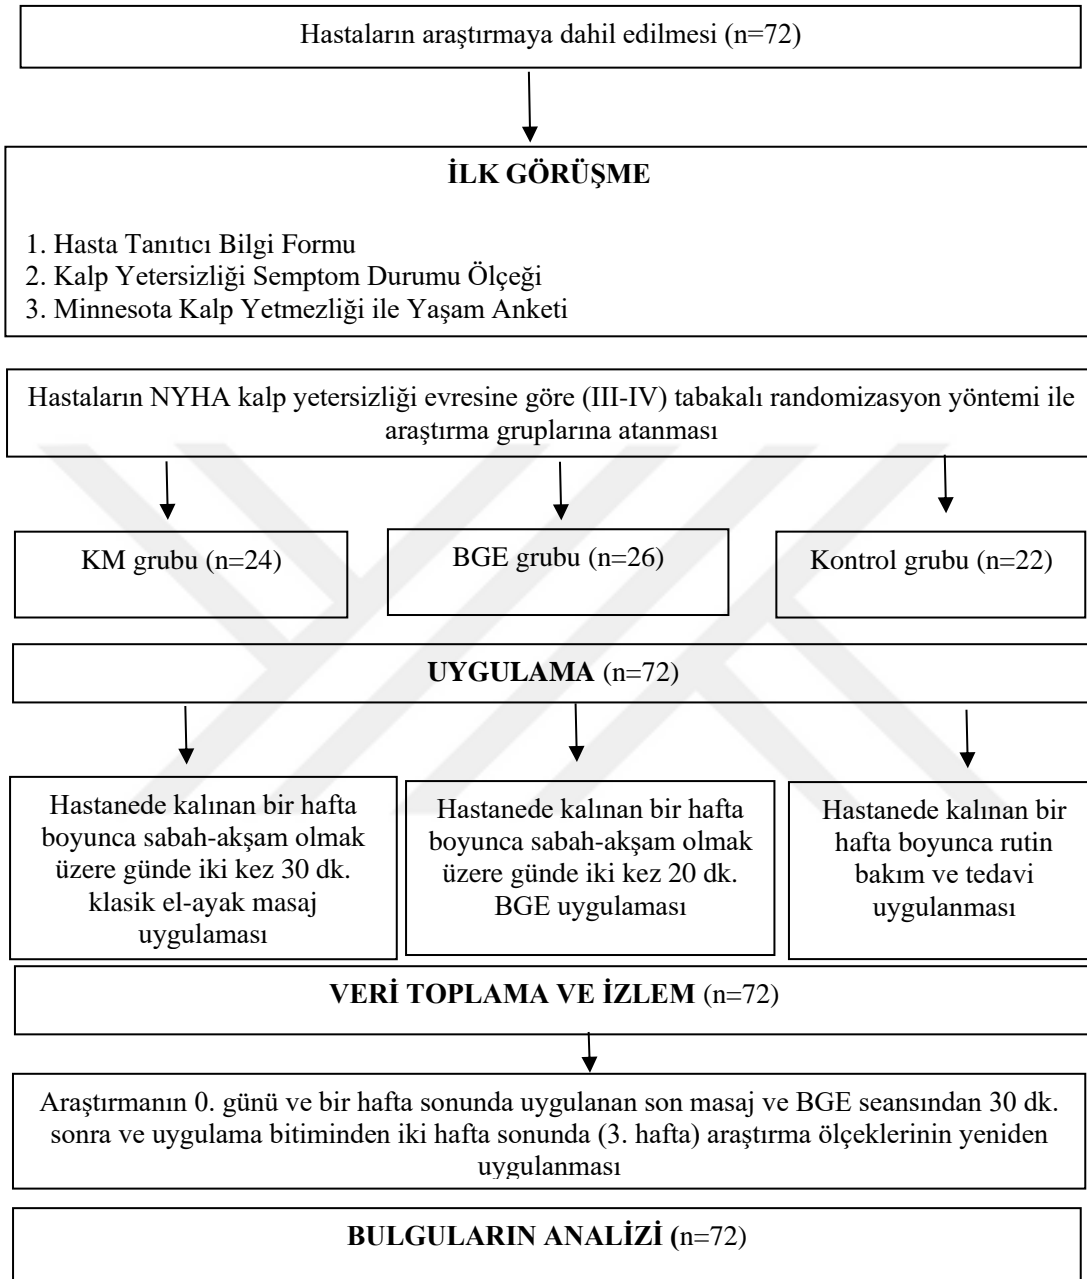 Hastaların araştırmaya dahil edilmesi (n=72)
İLK GÖRÜŞME
1. Hasta Tanıtıcı Bilgi Formu
2. Kalp Yetersizliği Semptom Durumu Ölçeği
3. Minnesota Kalp Yetmezliği ile Yaşam Anketi
Hastaların NYHA kalp yetersizliği evresine göre (III-IV) tabakalı randomizasyon yöntemi ile
araştırma gruplarına atanması
KM grubu (n=24)
BGE grubu (n=26)
Kontrol grubu (n=22)
UYGULAMA (n=72)
Hastanede kalınan bir hafta
boyunca sabah-akşam olmak
üzere günde iki kez 30 dk.
klasik el-ayak masaj
uygulaması
Hastanede kalınan bir hafta
boyunca sabah-akşam olmak
üzere günde iki kez 20 dk.
BGE uygulaması
Hastanede kalınan bir
hafta boyunca rutin
bakım ve tedavi
uygulanması
VERİ TOPLAMA VE İZLEM (n=72)
Araştırmanın 0. günü ve bir hafta sonunda uygulanan son masaj ve BGE seansından 30 dk.
sonra ve uygulama bitiminden iki hafta sonunda (3. hafta) araştırma ölçeklerinin yeniden
uygulanması
BULGULARIN ANALİZİ (n=72)